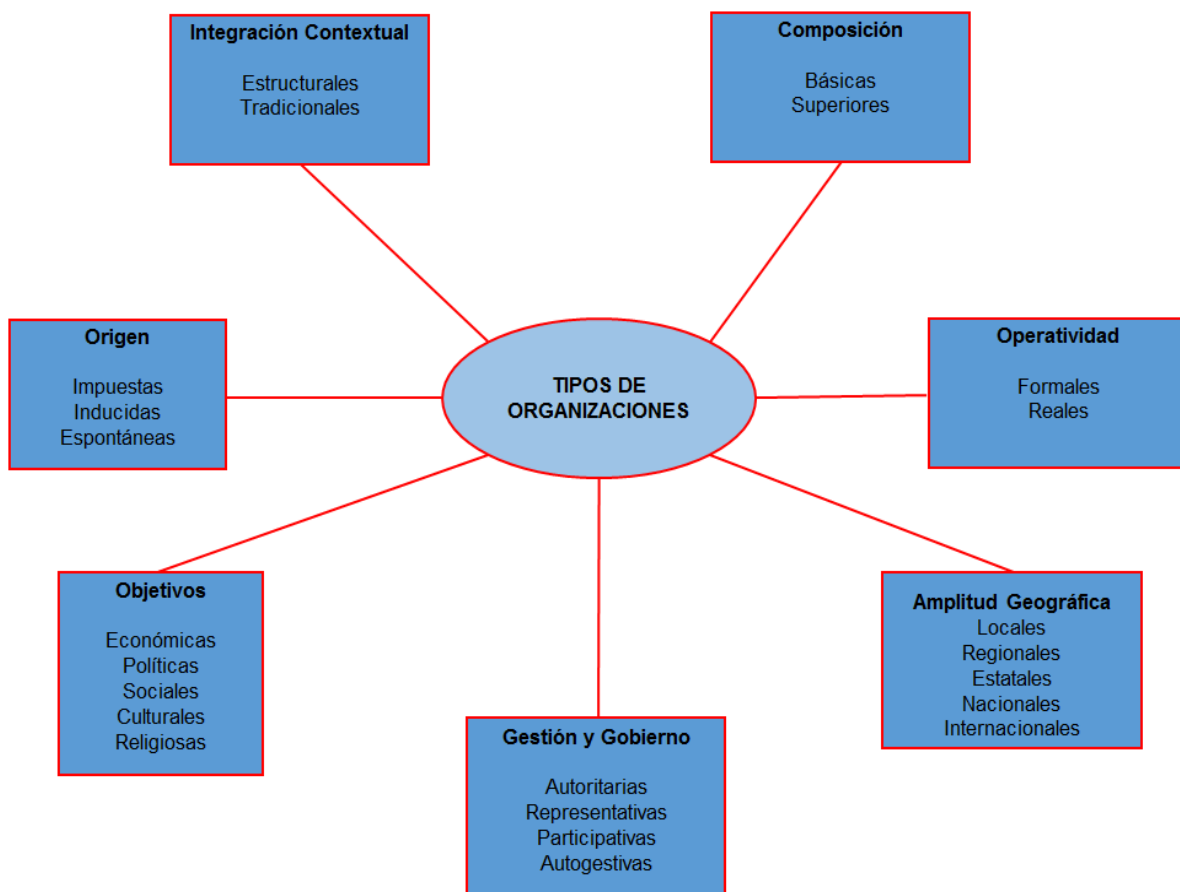 Integración Contextual
Estructurales
Tradicionales
Composición
Básicas
Superiores
Origen
Impuestas
Inducidas
Espontáneas
TIPOS DE
ORGANIZACIONES
Operatividad
Formales
Reales
Objetivos
Económicas
Políticas
Sociales
Culturales
Religiosas
Gestión y Gobierno
Autoritarias
Representativas
Participativas
Autogestivas
Amplitud Geográfica
Locales
Regionales
Estatales
Nacionales
Internacionales